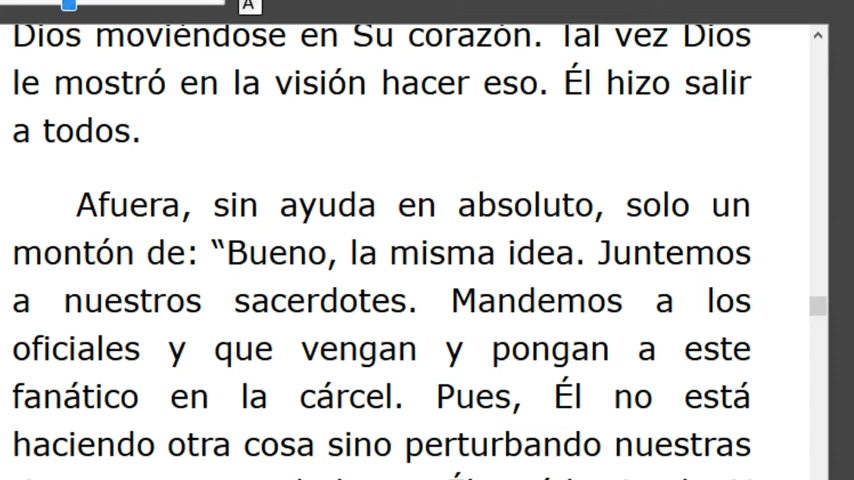 A
Dios moviéndose en Su corazón. Tal vez Dios
le mostró en la visión hacer eso. Él hizo salir
a todos.
Afuera, sin ayuda en absoluto, solo un
montón de: “Bueno, la misma idea. Juntemos
a nuestros sacerdotes. Mandemos a los
oficiales y que vengan y pongan a este
fanático en la cárcel. Pues, Él no está
haciendo otra cosa sino perturbando nuestras